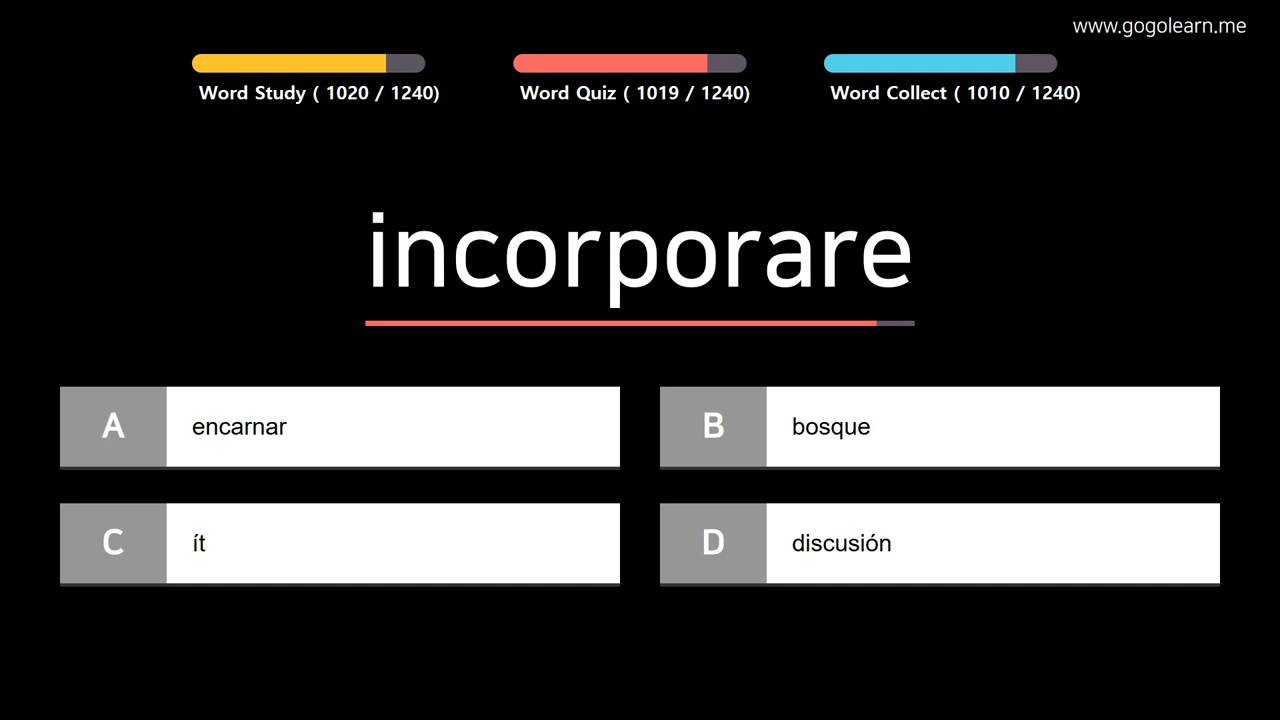 www.gogolearn.me
Word Study ( 1020 / 1240)
Word Quiz ( 1019 / 1240)
Word Collect ( 1010 / 1240)
incorporare
A
encarnar
B
bosque
C
ít
D
discusión